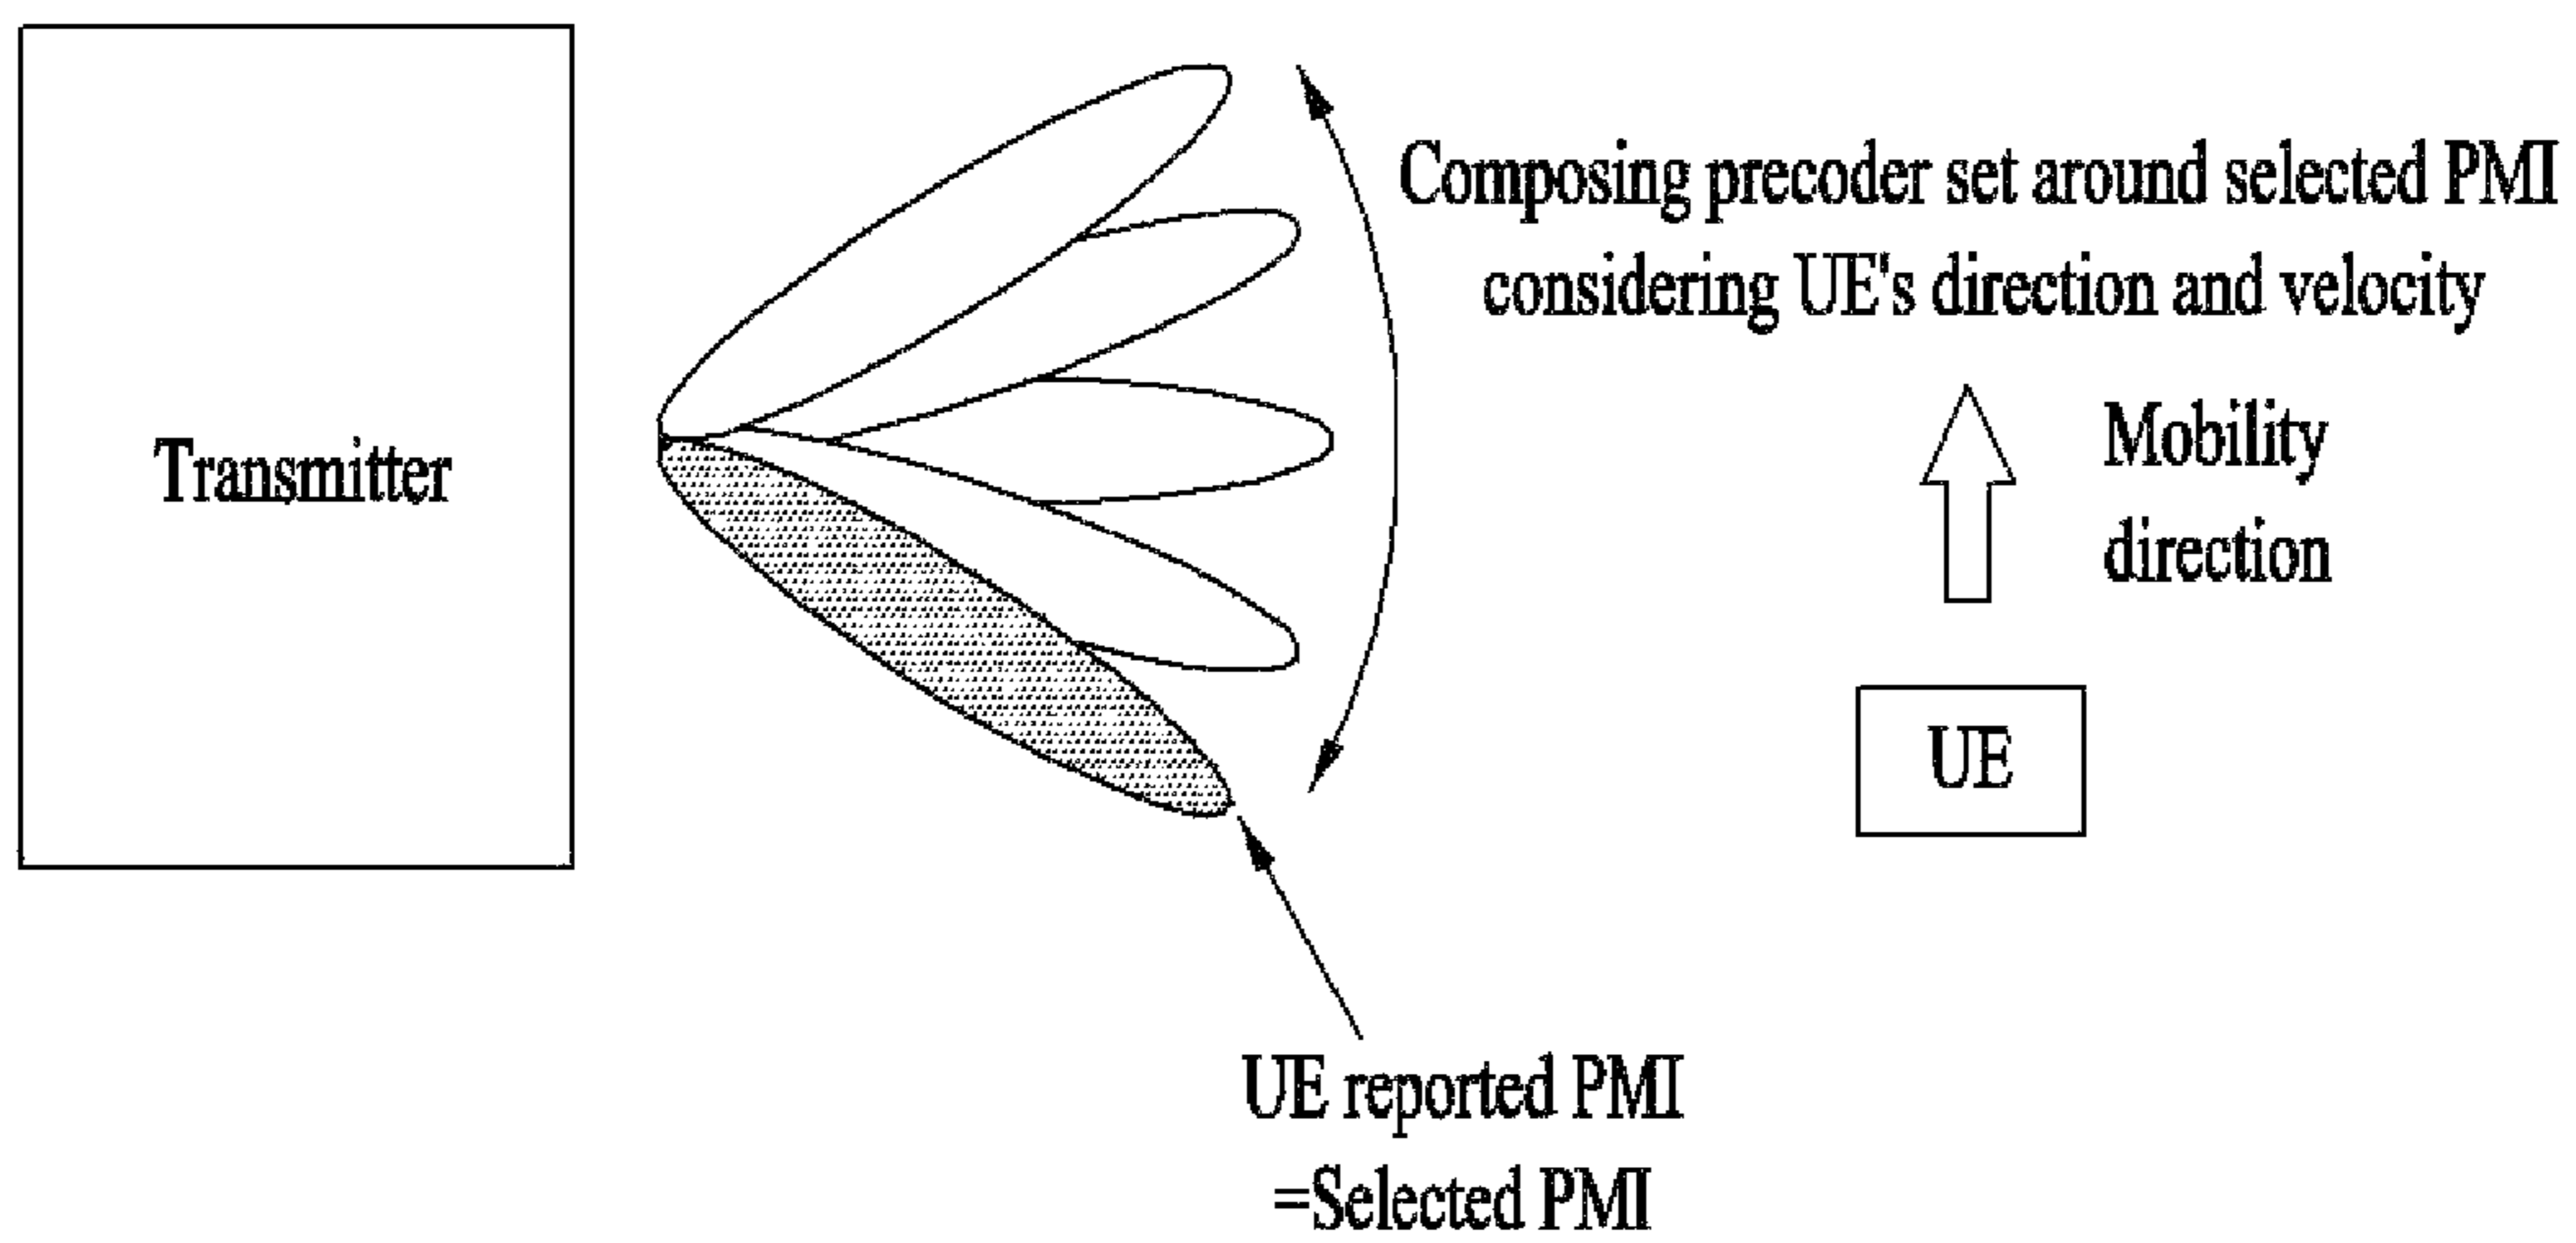 Composing precoder set around selected PMI
considering UE's direction and velocity
Transmitter
Mobility
direction
UE
UE reported PMI
=Selected PMI